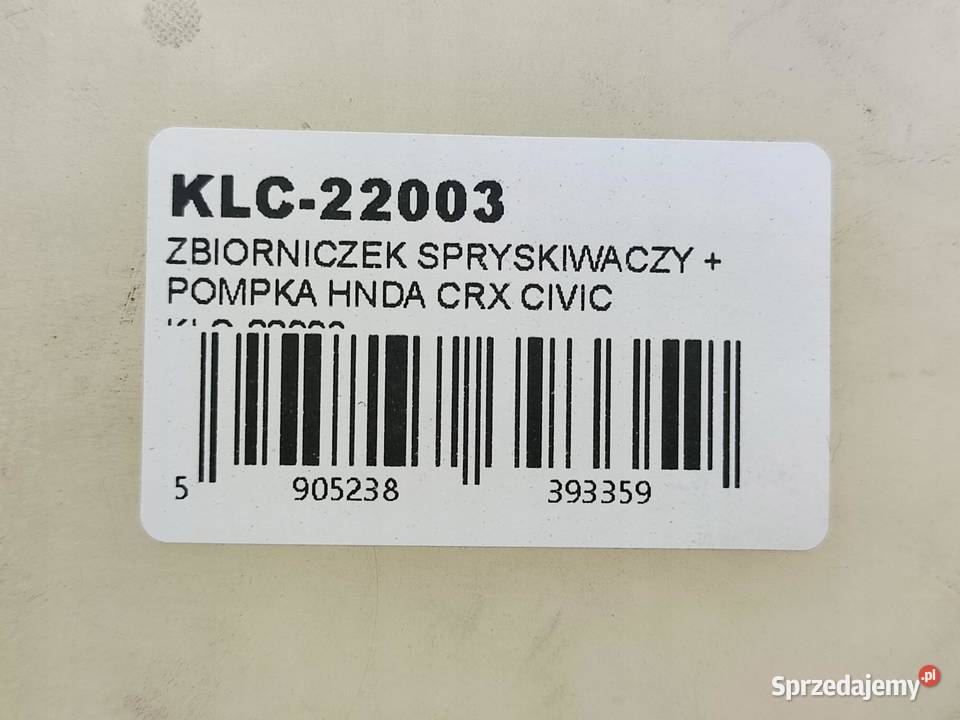 KLC-22003
ZBIORNICZEK SPRYSKIWACZY +
POMPKA HNDA CRX CIVIC
5 905238 393359
Sprzedajemy.pl